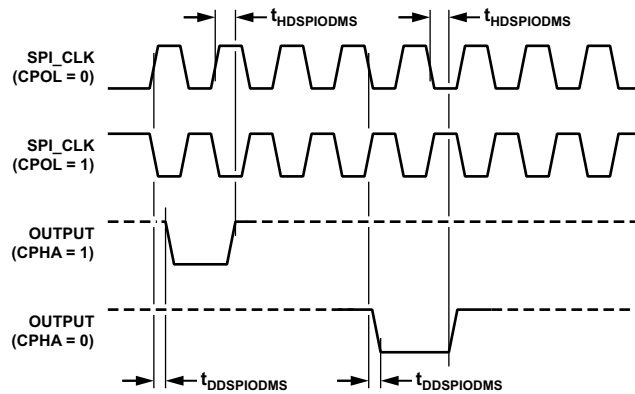 tHDSPIODMS
tHDSPIODMS
SPI_CLK
(CPOL = 0)
SPI_CLK
(CPOL = 1)
OUTPUT
(CPHA = 1)
OUTPUT
(CPHA = 0)
tDDSPIODMS
tDDSPIODMS